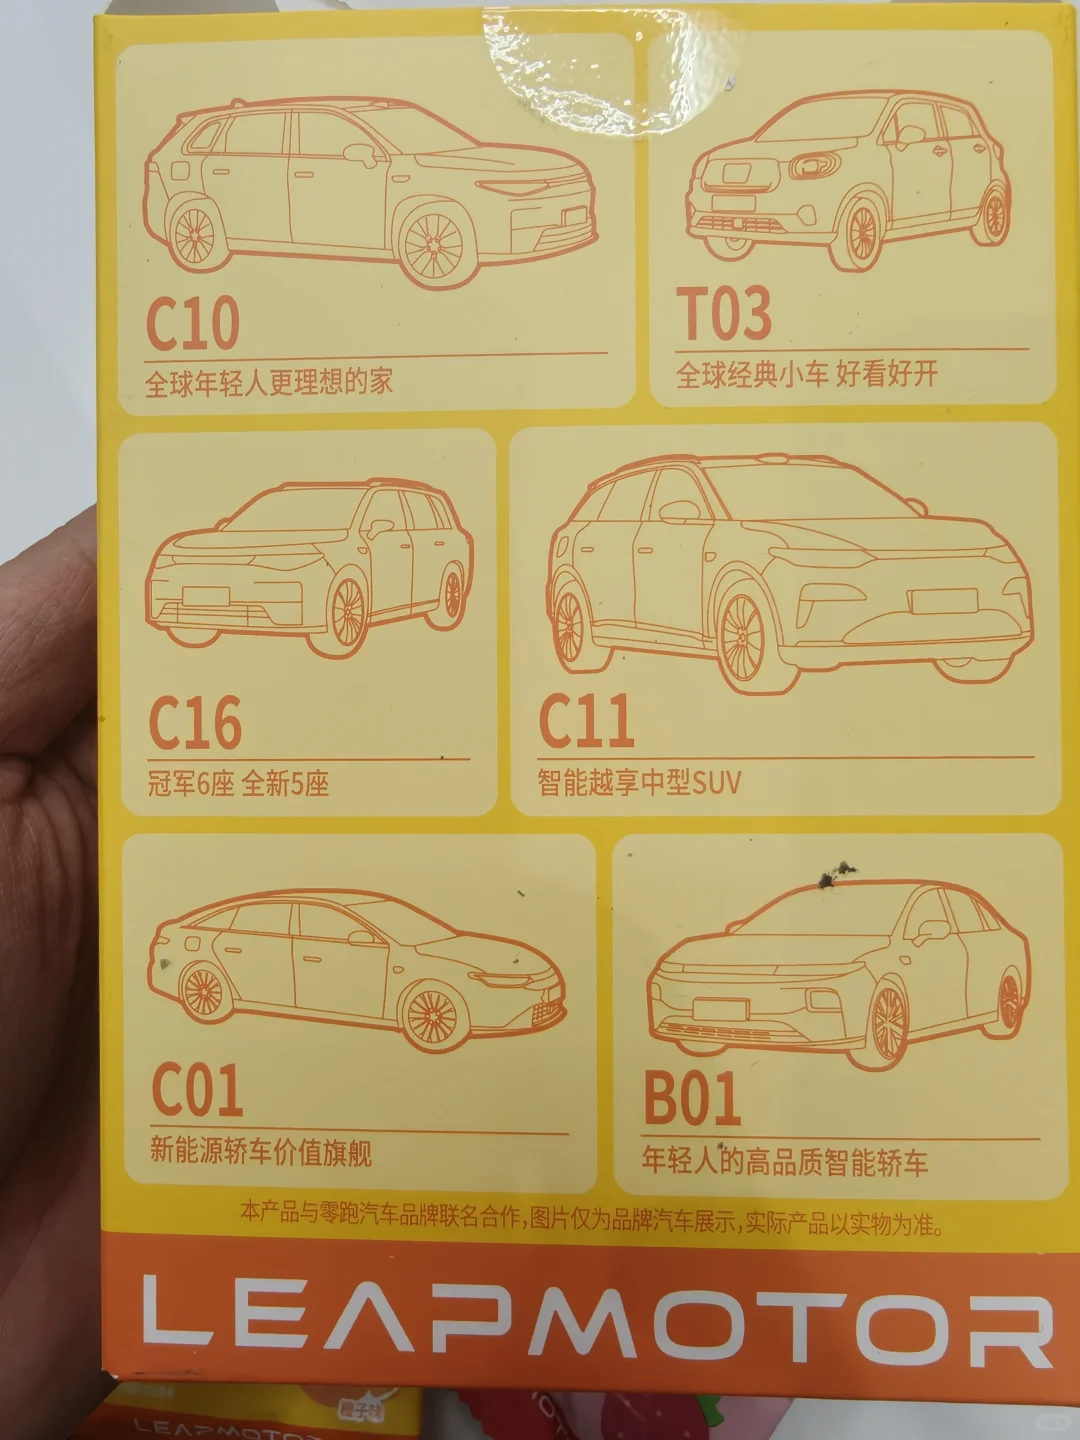 C10
全球年轻人更理想的家
T03
全球经典小车 好看好开
C16
冠军6座 全新5座
C11
智能越享中型SUV
C01
新能源轿车价值旗舰
B01
年轻人的高品质智能轿车
本产品与零跑汽车品牌联名合作,图片仅为品牌汽车展示,实际产品以实物为准。
LEAPMOTOR
LEAPMOTOR